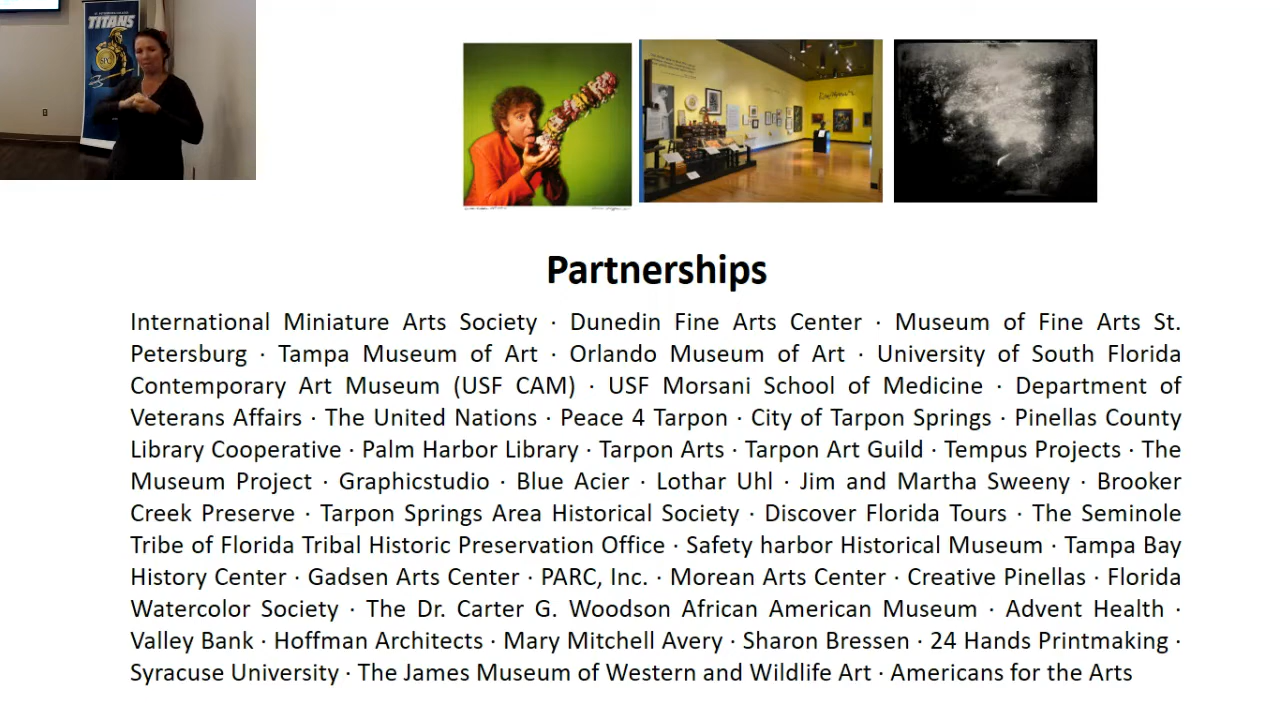 TITANS
SPC
Partnerships
International Miniature Arts Society · Dunedin Fine Arts Center · Museum of Fine Arts St.
Petersburg · Tampa Museum of Art · Orlando Museum of Art · University of South Florida
Contemporary Art Museum (USF CAM) · USF Morsani School of Medicine · Department of
Veterans Affairs · The United Nations · Peace 4 Tarpon · City of Tarpon Springs · Pinellas County
Library Cooperative · Palm Harbor Library · Tarpon Arts · Tarpon Art Guild · Tempus Projects · The
Museum Project · Graphicstudio · Blue Acier · Lothar Uhl · Jim and Martha Sweeny · Brooker
Creek Preserve · Tarpon Springs Area Historical Society · Discover Florida Tours · The Seminole
Tribe of Florida Tribal Historic Preservation Office · Safety harbor Historical Museum · Tampa Bay
History Center · Gadsen Arts Center · PARC, Inc. · Morean Arts Center · Creative Pinellas · Florida
Watercolor Society · The Dr. Carter G. Woodson African American Museum · Advent Health ·
Valley Bank · Hoffman Architects · Mary Mitchell Avery · Sharon Bressen · 24 Hands Printmaking ·
Syracuse University · The James Museum of Western and Wildlife Art · Americans for the Arts